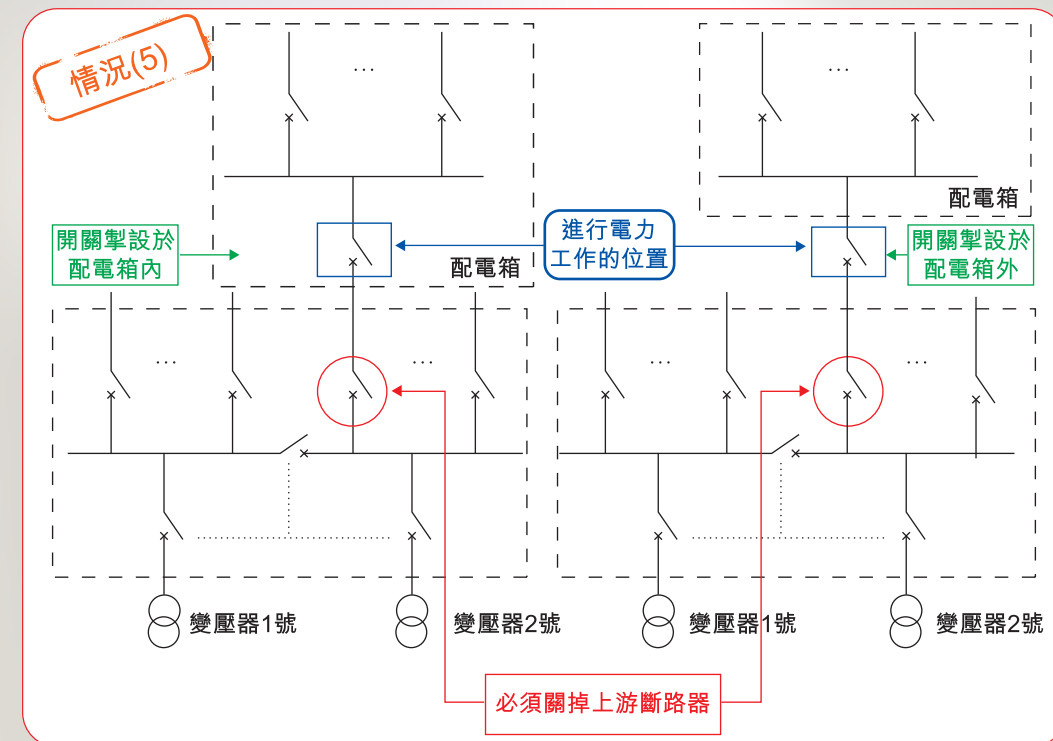 情況(5)
...
...
配電箱
開關掣設於
配電箱內
進行電力
工作的位置
開關掣設於
配電箱外
配電箱
...
...
...
...
變壓器1號
變壓器2號
變壓器1號
變壓器2號
必須關掉上游斷路器